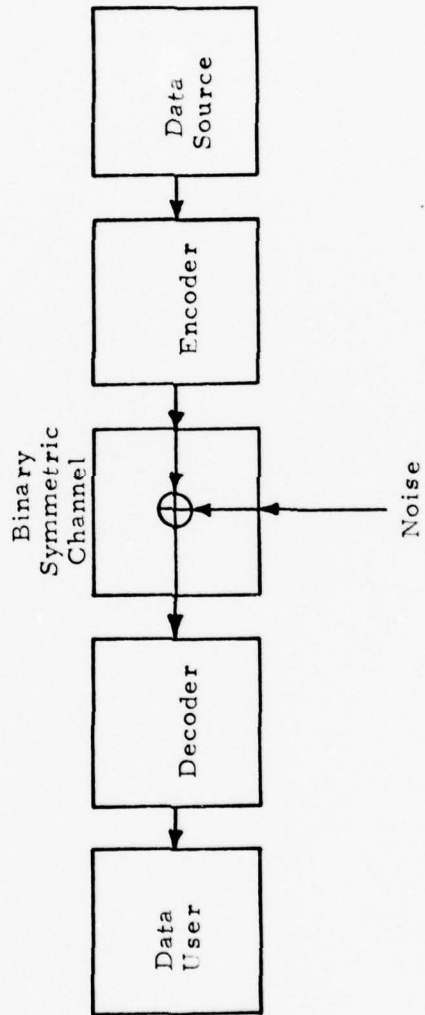 Data
Source
Encoder
Binary
Symmetric
Channel
Noise
Decoder
Data
User